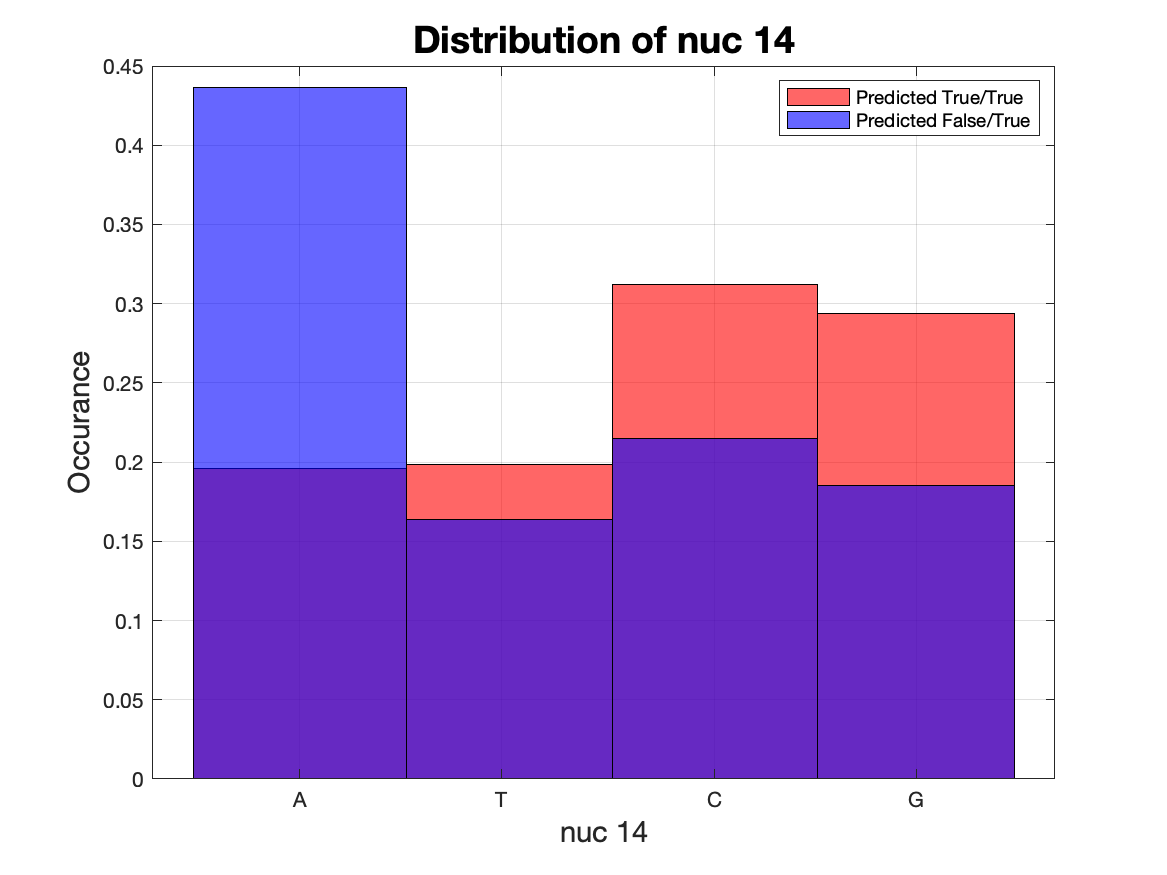 Distribution of nuc 14
Predicted True/True
Predicted False/True
0.45
0.4
0.35
0.3
0.25
0.2
0.15
0.1
0.05
0
Occurance
A T C G
nuc 14